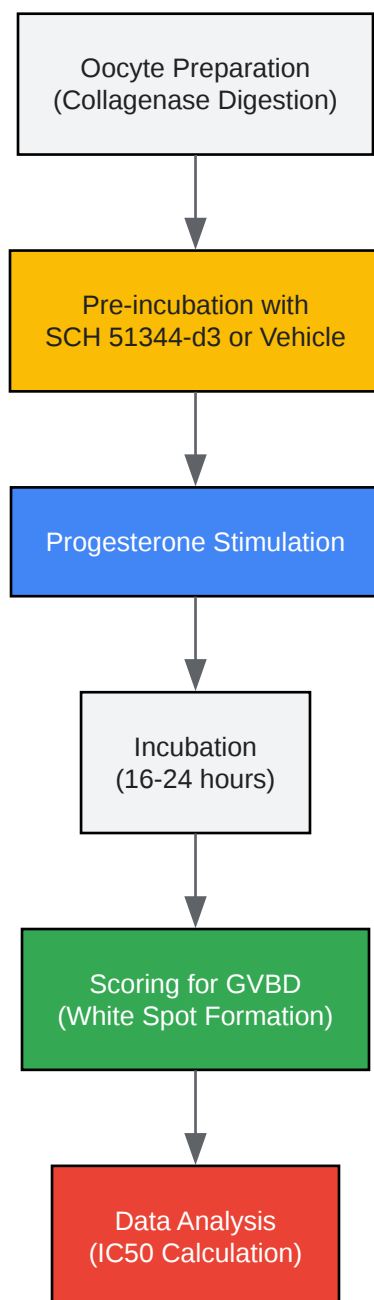 Oocyte Preparation
(Collagenase Digestion)
Pre-incubation with
SCH 51344-d3 or Vehicle
Progesterone Stimulation
Incubation
(16-24 hours)
Scoring for GVBD
(White Spot Formation)
Data Analysis
(IC50 Calculation)